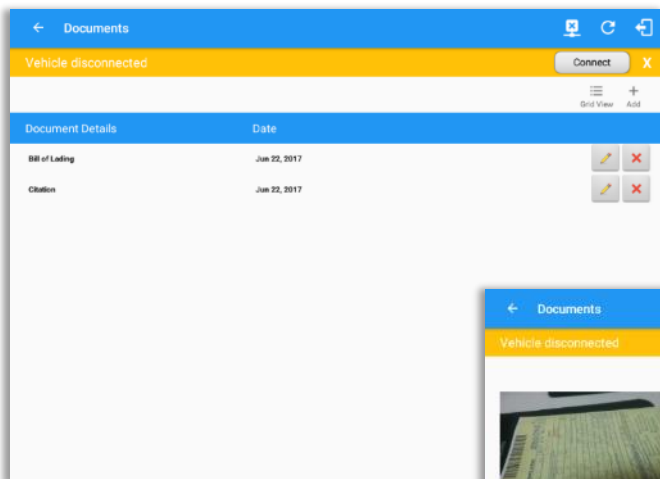 Documents
Vehicle disconnected
Connect
X
Grid View
Add
Document Details
Date
Bill of Lading
Jun 22, 2017
Citation
Jun 22, 2017
Documents
Vehicle disconnected